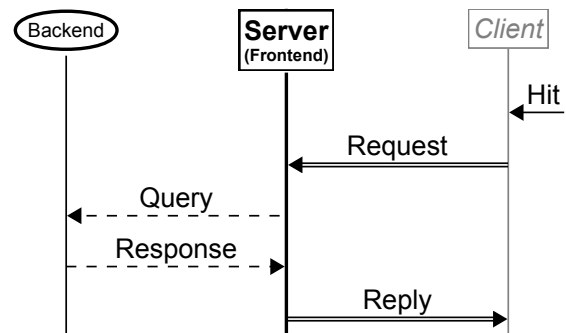 Backend
Server
(Frontend)
Client
Hit
Request
Query
Response
Reply